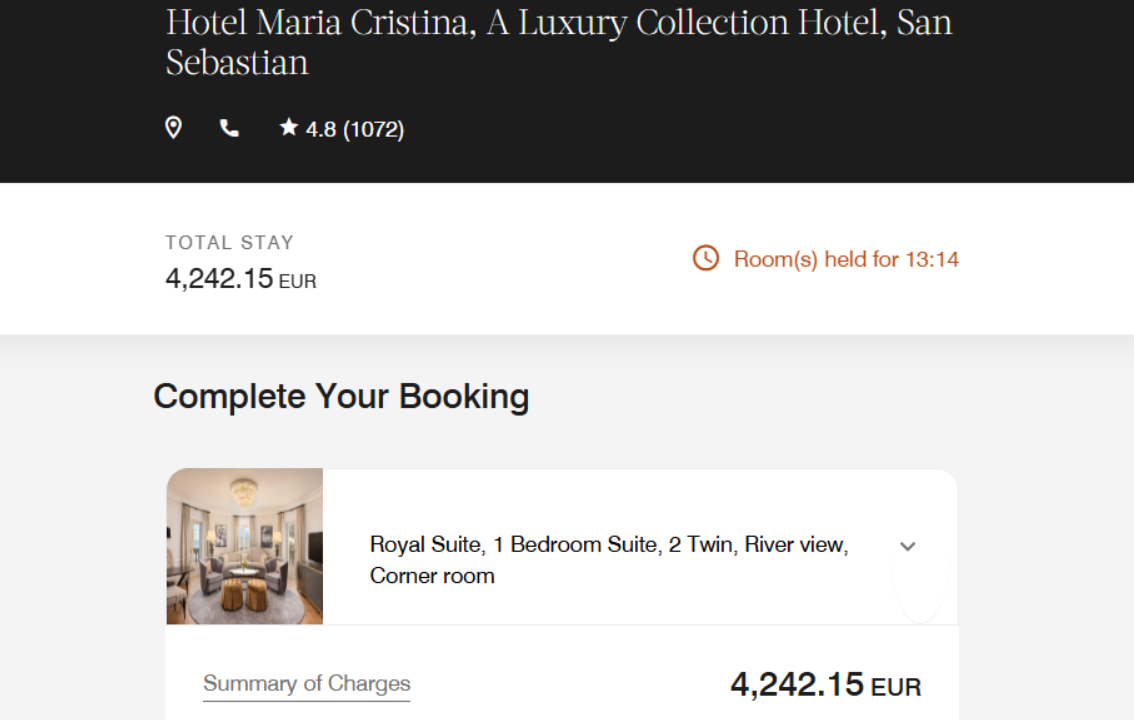 Hotel Maria Cristina, A Luxury Collection Hotel, San
Sebastian
4.8 (1072)
TOTAL STAY
4,242.15 EUR
Room(s) held for 13:14
Complete Your Booking
Royal Suite, 1 Bedroom Suite, 2 Twin, River view,
Corner room
Summary of Charges
4,242.15 EUR